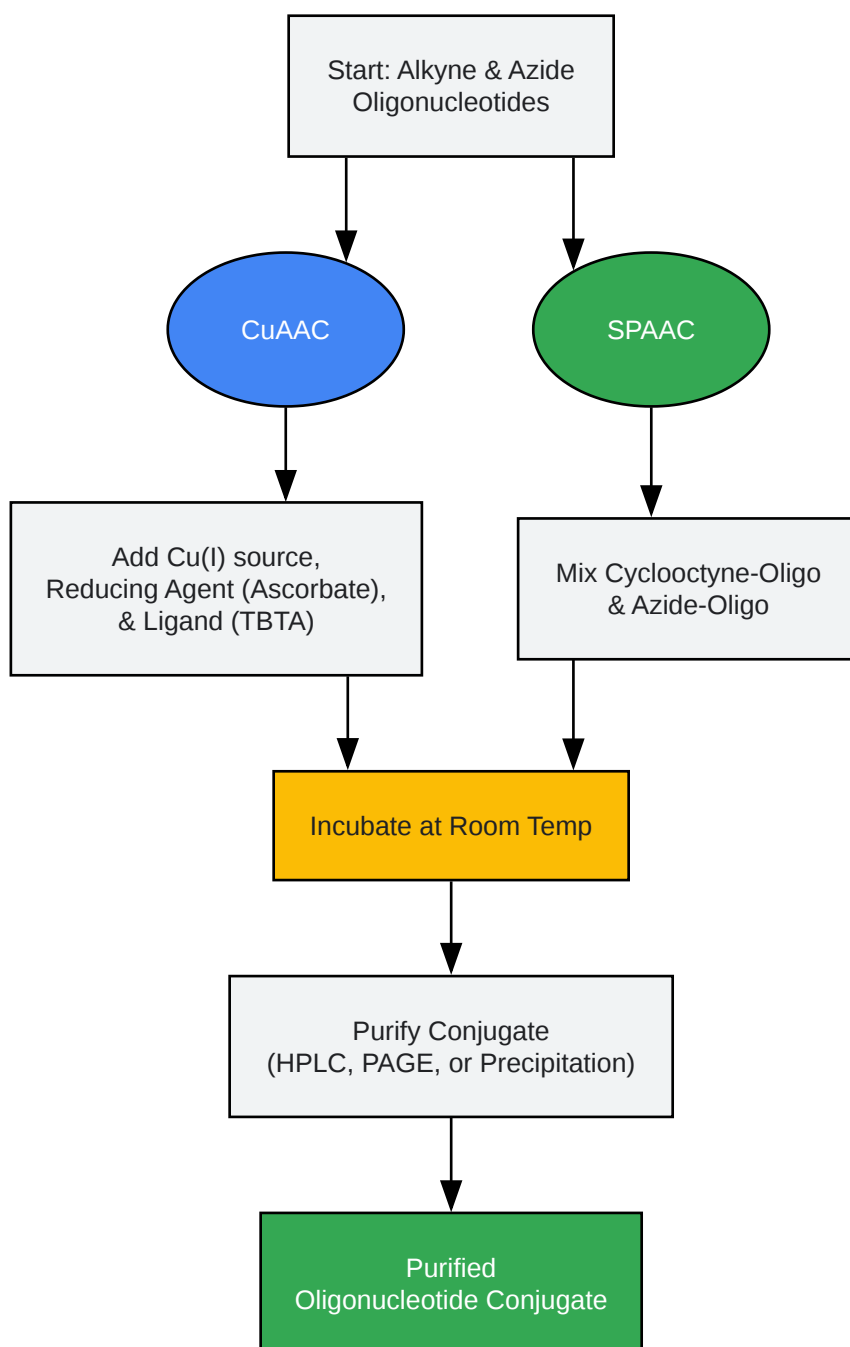 Start: Alkyne & Azide
Oligonucleotides
CuAAC
SPAAC
Add Cu(I) source,
Reducing Agent (Ascorbate),
& Ligand (TBTA)
Mix Cyclooctyne-Oligo
& Azide-Oligo
Incubate at Room Temp
Purify Conjugate
(HPLC, PAGE, or Precipitation)
Purified
Oligonucleotide Conjugate